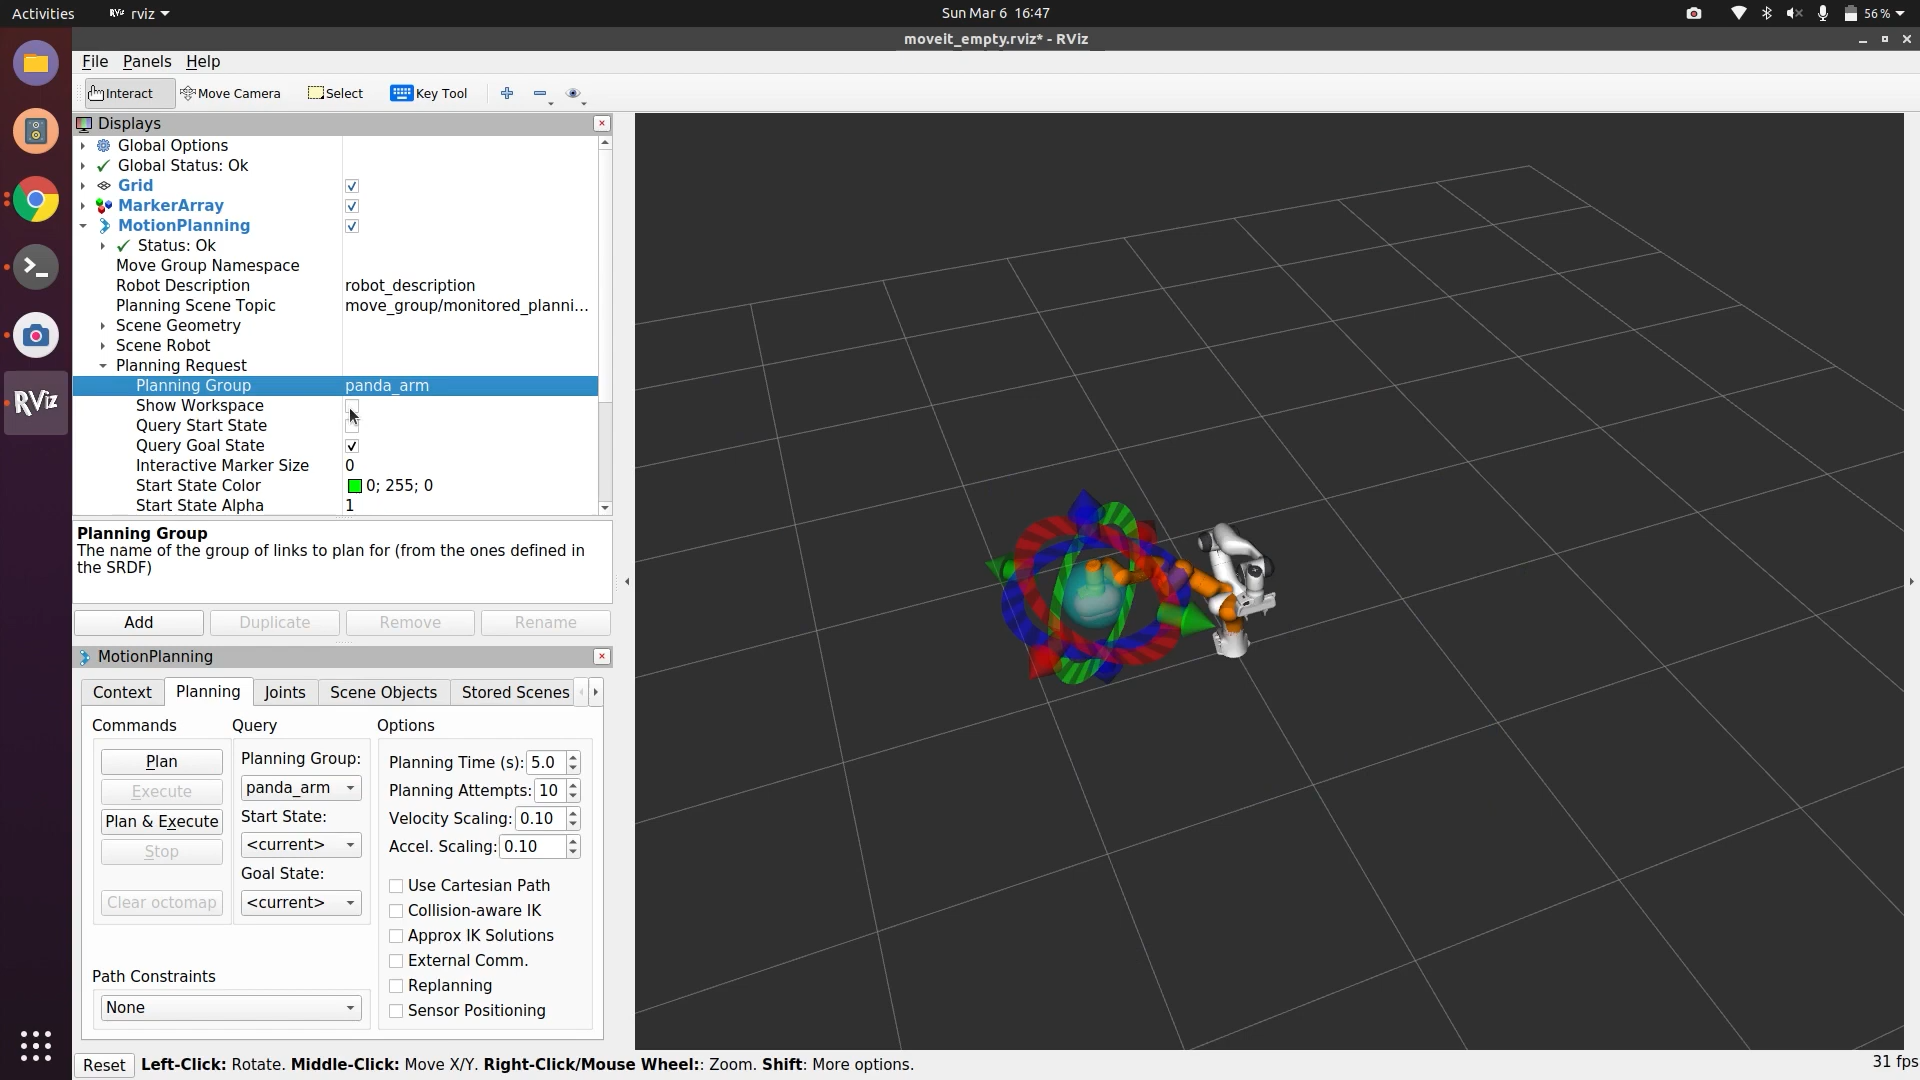 Activities RViz rviz Sun Mar 6 16:47 56 %
moveit_empty.rviz* - RViz
File Panels Help
Interact Move Camera Select Key Tool
Displays
Global Options
Global Status: Ok
Grid
MarkerArray
MotionPlanning
Status: Ok
Move Group Namespace
Robot Description robot_description
Planning Scene Topic move_group/monitored_planni...
Scene Geometry
Scene Robot
Planning Request
Planning Group panda_arm
Show Workspace
Query Start State
Query Goal State
Interactive Marker Size 0
Start State Color 0; 255; 0
Start State Alpha 1
RViz
Planning Group
The name of the group of links to plan for (from the ones defined in
the SRDF)
Add Duplicate Remove Rename
MotionPlanning
Context Planning Joints Scene Objects Stored Scenes
Commands Query Options
Plan
Execute
Plan & Execute
Stop
Clear octomap
Planning Group:
panda_arm
Start State:
<current>
Goal State:
<current>
Planning Time (s): 5.0
Planning Attempts: 10
Velocity Scaling: 0.10
Accel. Scaling: 0.10
Use Cartesian Path
Collision-aware IK
Approx IK Solutions
External Comm.
Replanning
Sensor Positioning
Path Constraints
None
Reset Left-Click: Rotate. Middle-Click: Move X/Y. Right-Click/Mouse Wheel:: Zoom. Shift: More options. 31 fps